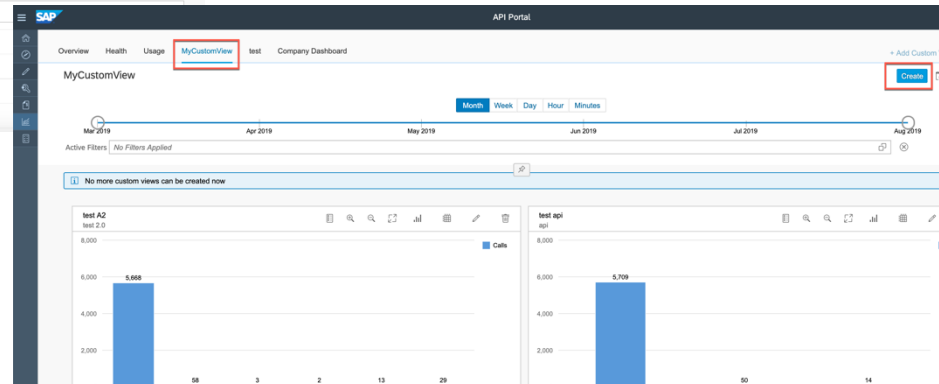 SAP API Portal
Overview Health Usage MyCustomView test Company Dashboard
+ Add Custom
MyCustomView
Create
Month Week Day Hour Minutes
Mar 2019 Apr 2019 May 2019 Jun 2019 Jul 2019 Aug 2019
Active Filters No Filters Applied
No more custom views can be created now
test A2
test 2.0
8,000
Calls
6,000
5,668
4,000
2,000
58 3 2 13 29
test api
api
8,000
6,000
5,709
4,000
2,000
50 14